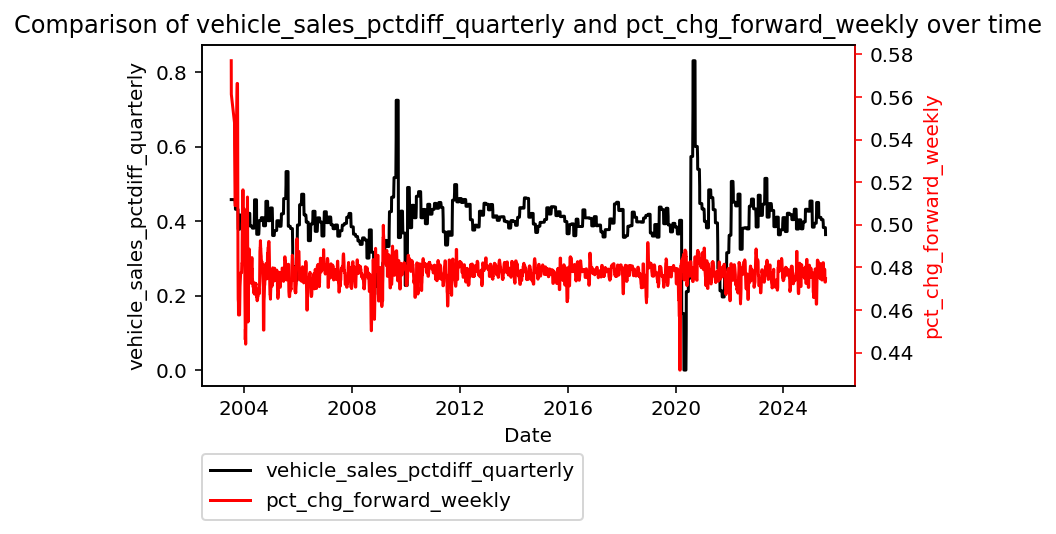 Comparison of vehicle_sales_pctdiff_quarterly and pct_chg_forward_weekly over time
vehicle_sales_pctdiff_quarterly
0.8
0.6
0.4
0.2
0.0
0.58
0.56
0.54
0.52
0.50
0.48
0.46
0.44
pct_chg_forward_weekly
2004 2008 2012 2016 2020 2024
Date
vehicle_sales_pctdiff_quarterly
pct_chg_forward_weekly